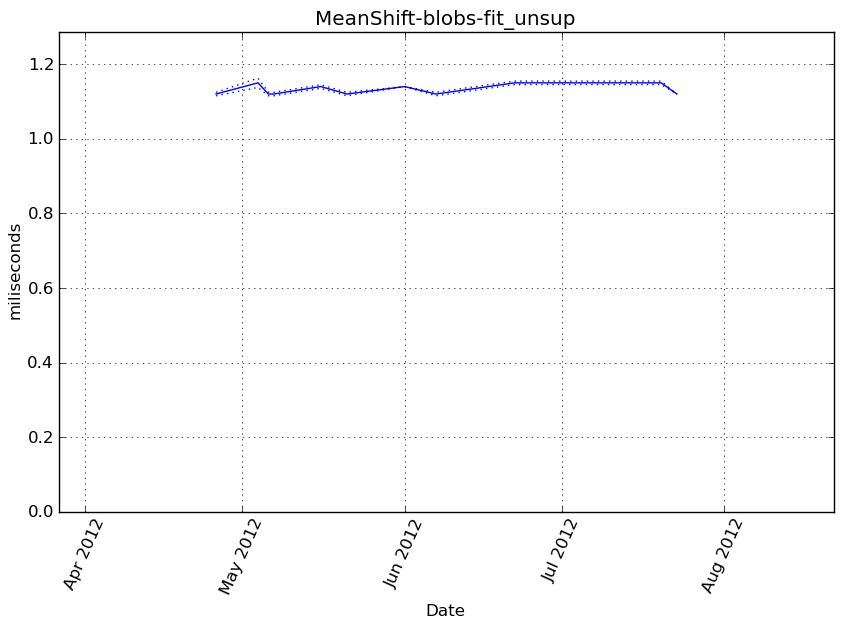 MeanShift-blobs-fit_unsup
miliseconds
1.2
1.0
0.8
0.6
0.4
0.2
0.0
Apr 2012
May 2012
Jun 2012
Jul 2012
Aug 2012
Date